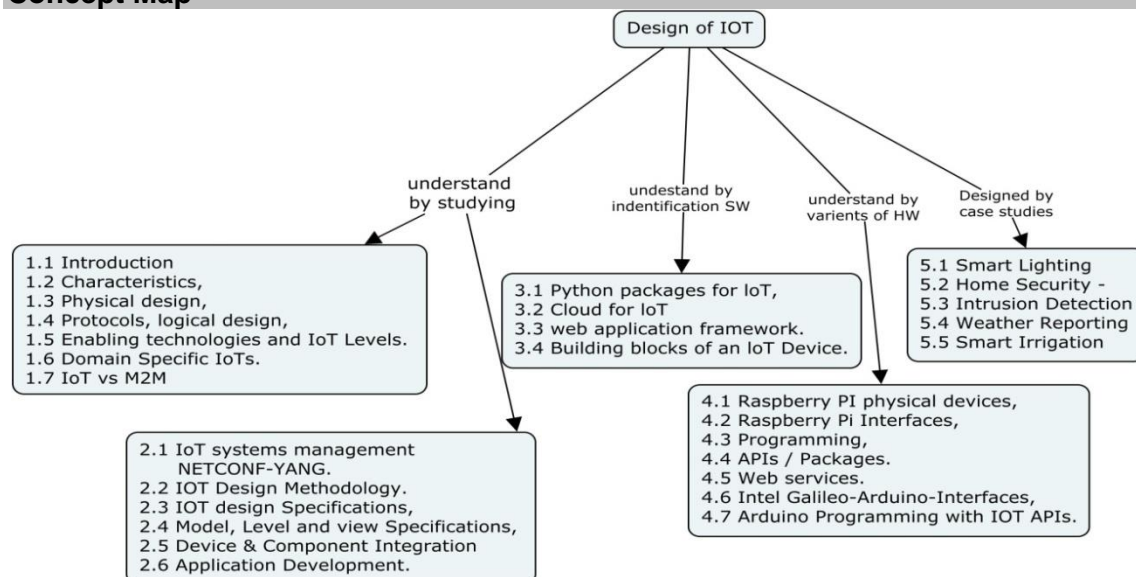 Concept Map
Design of IOT
understand
by studying
undestand by
indentification SW
understand by
varients of HW
Designed by
case studies
1.1 Introduction
1.2 Characteristics,
1.3 Physical design,
1.4 Protocols, logical design,
1.5 Enabling technologies and IoT Levels.
1.6 Domain Specific IoTs.
1.7 IoT vs M2M
3.1 Python packages for IoT,
3.2 Cloud for IoT
3.3 web application framework.
3.4 Building blocks of an IoT Device.
5.1 Smart Lighting
5.2 Home Security -
5.3 Intrusion Detection
5.4 Weather Reporting
5.5 Smart Irrigation
2.1 IoT systems management
NETCONF-YANG.
2.2 IOT Design Methodology.
2.3 IOT design Specifications,
2.4 Model, Level and view Specifications,
2.5 Device & Component Integration
2.6 Application Development.
4.1 Raspberry PI physical devices,
4.2 Raspberry Pi Interfaces,
4.3 Programming,
4.4 APIs / Packages.
4.5 Web services.
4.6 Intel Galileo-Arduino-Interfaces,
4.7 Arduino Programming with IOT APIs.